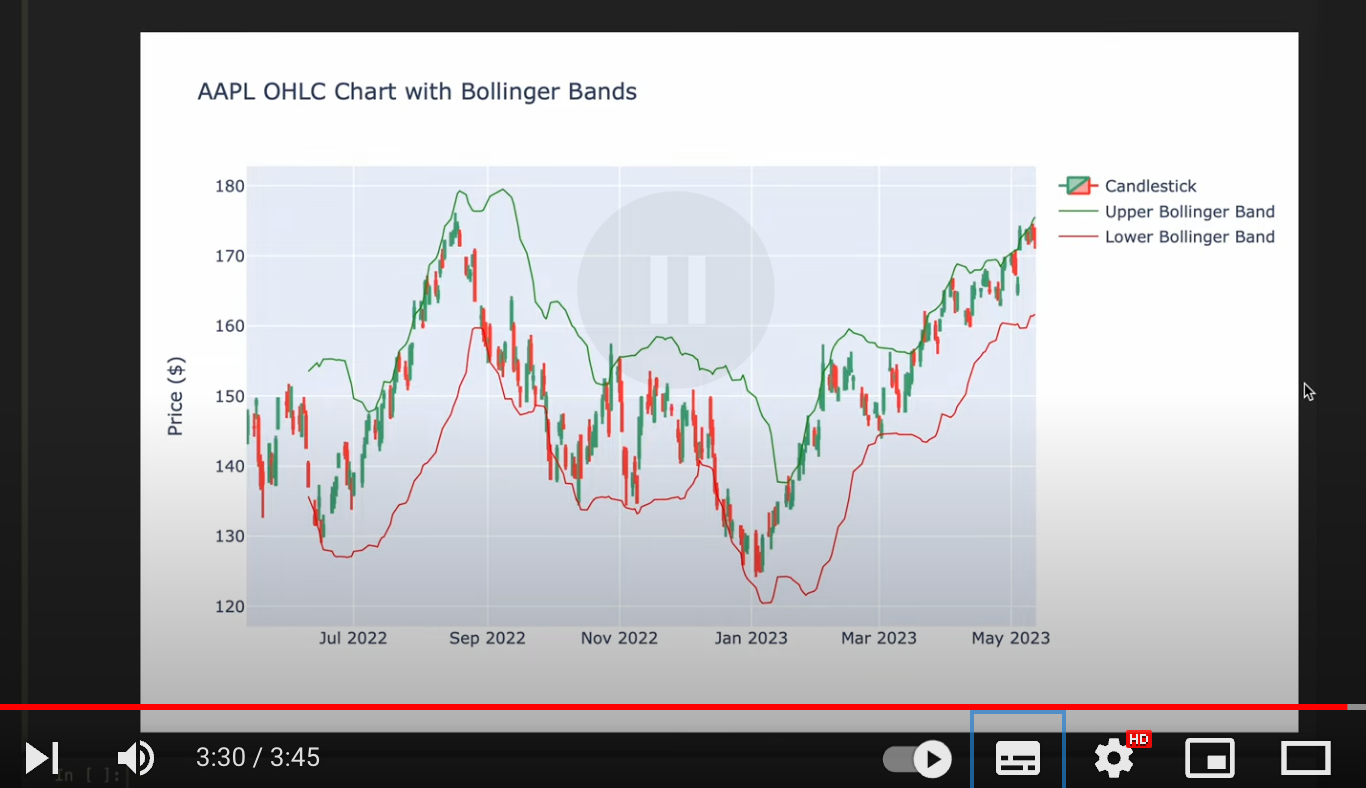 AAPL OHLC Chart with Bollinger Bands
180
170
160
150
140
130
120
Price ($)
Jul 2022 Sep 2022 Nov 2022 Jan 2023 Mar 2023 May 2023
Candlestick
Upper Bollinger Band
Lower Bollinger Band
3:30 / 3:45
HD
In [ ]: